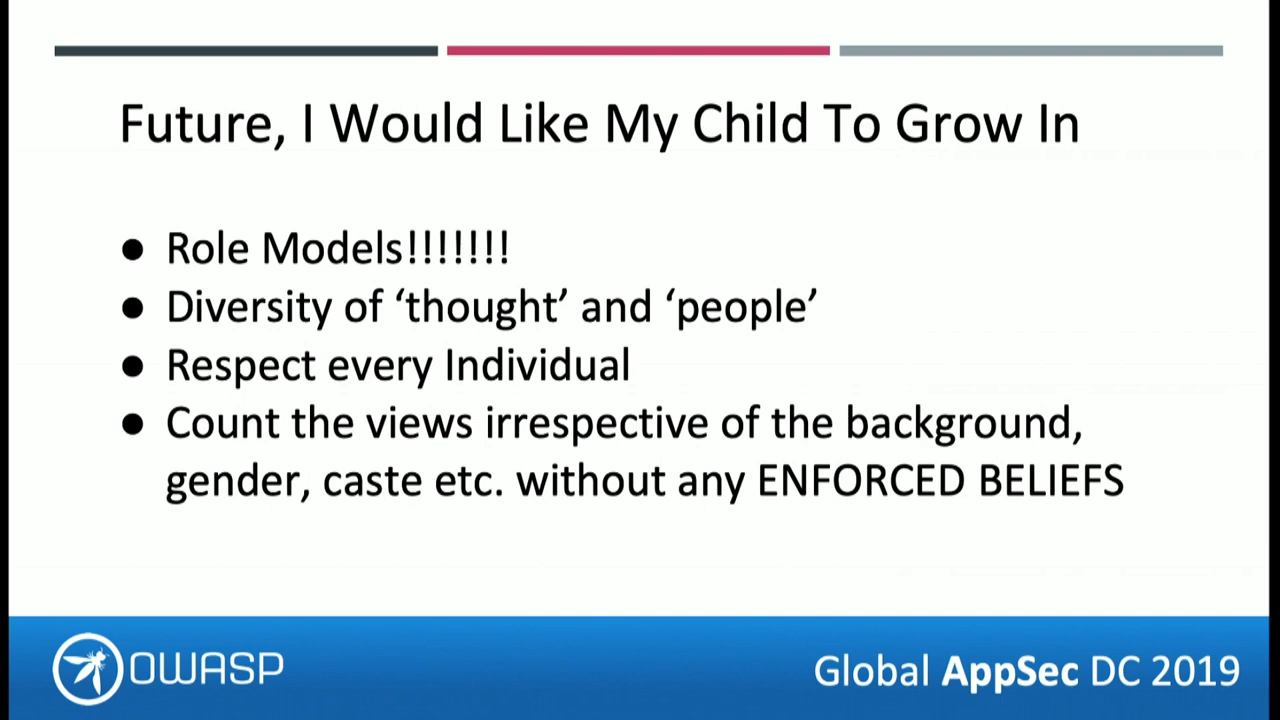 Future, I Would Like My Child To Grow In
● Role Models!!!!!!!
● Diversity of ‘thought’ and ‘people’
● Respect every Individual
● Count the views irrespective of the background,
gender, caste etc. without any ENFORCED BELIEFS
OWASP
Global AppSec DC 2019